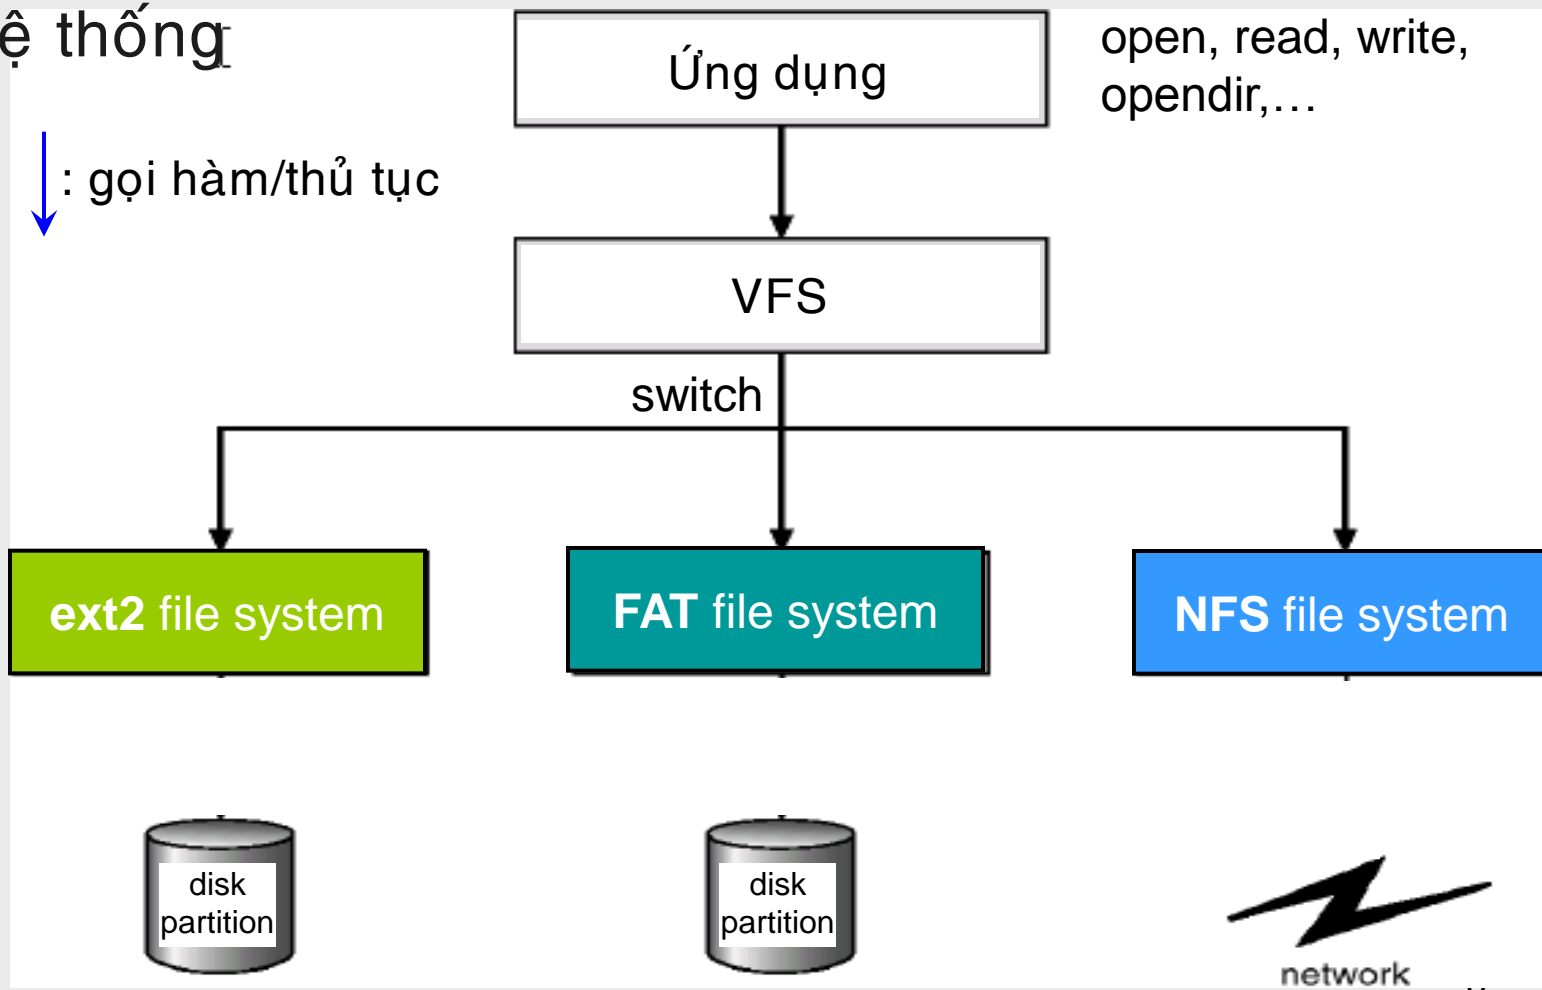 ệ thống
Ứng dụng
open, read, write,
opendir,...
: gọi hàm/thủ tục
VFS
switch
ext2 file system
FAT file system
NFS file system
disk
partition
disk
partition
network